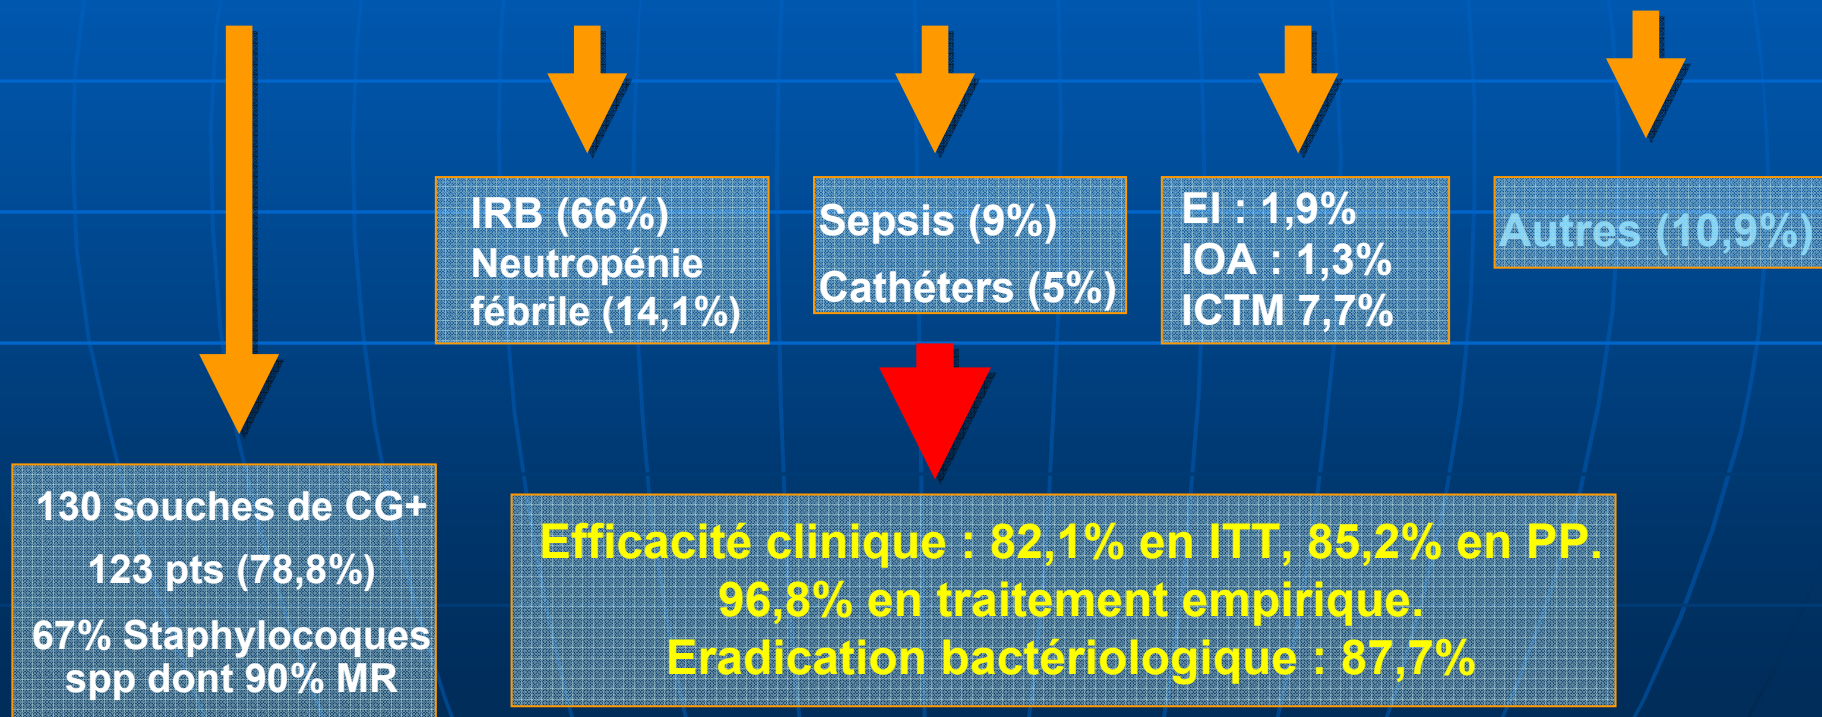 IRB (66%)
Neutropénie
fébrile (14,1%)
Sepsis (9%)
Cathéters (5%)
EI : 1,9%
IOA : 1,3%
ICTM 7,7%
Autres (10,9%)
130 souches de CG+
123 pts (78,8%)
67% Staphylocoques
spp dont 90% MR
Efficacité clinique : 82,1% en ITT, 85,2% en PP.
96,8% en traitement empirique.
Eradication bactériologique : 87,7%